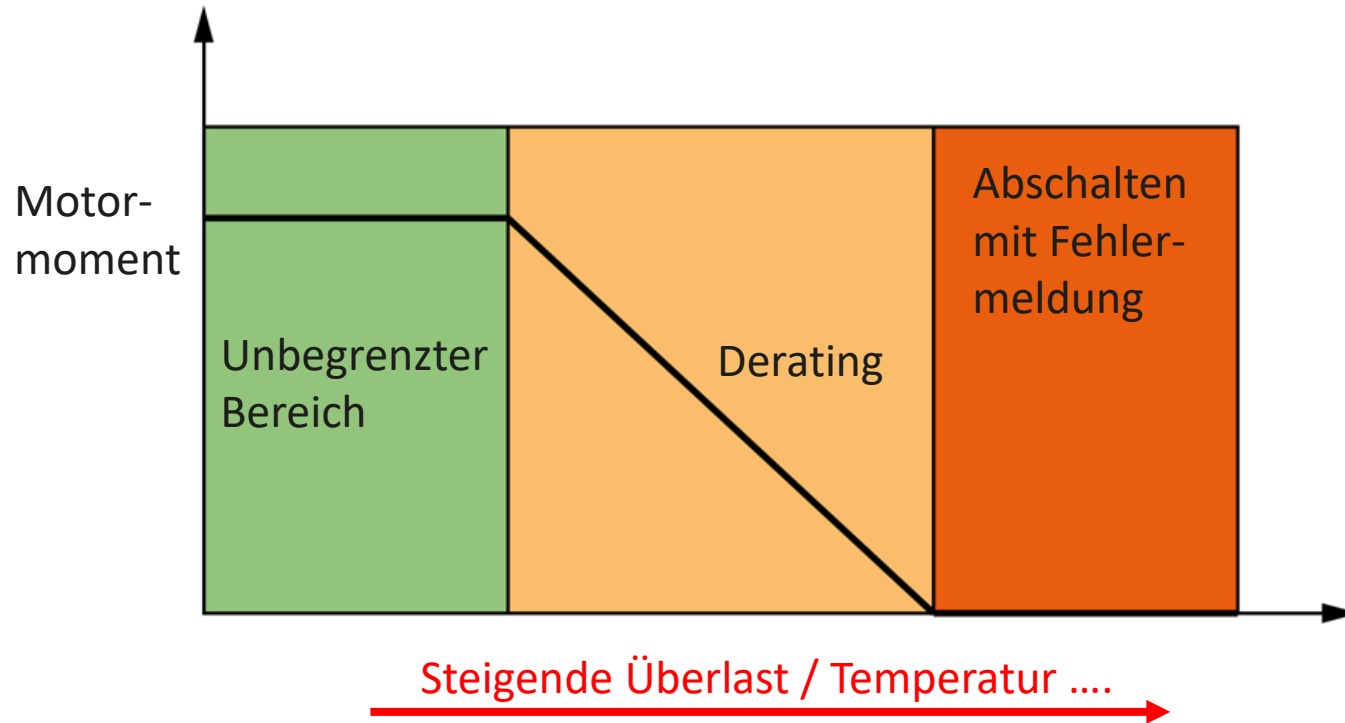 Motor-
moment
Unbegrenzter
Bereich
Derating
Abschalten
mit Fehler-
meldung
Steigende Überlast / Temperatur ....